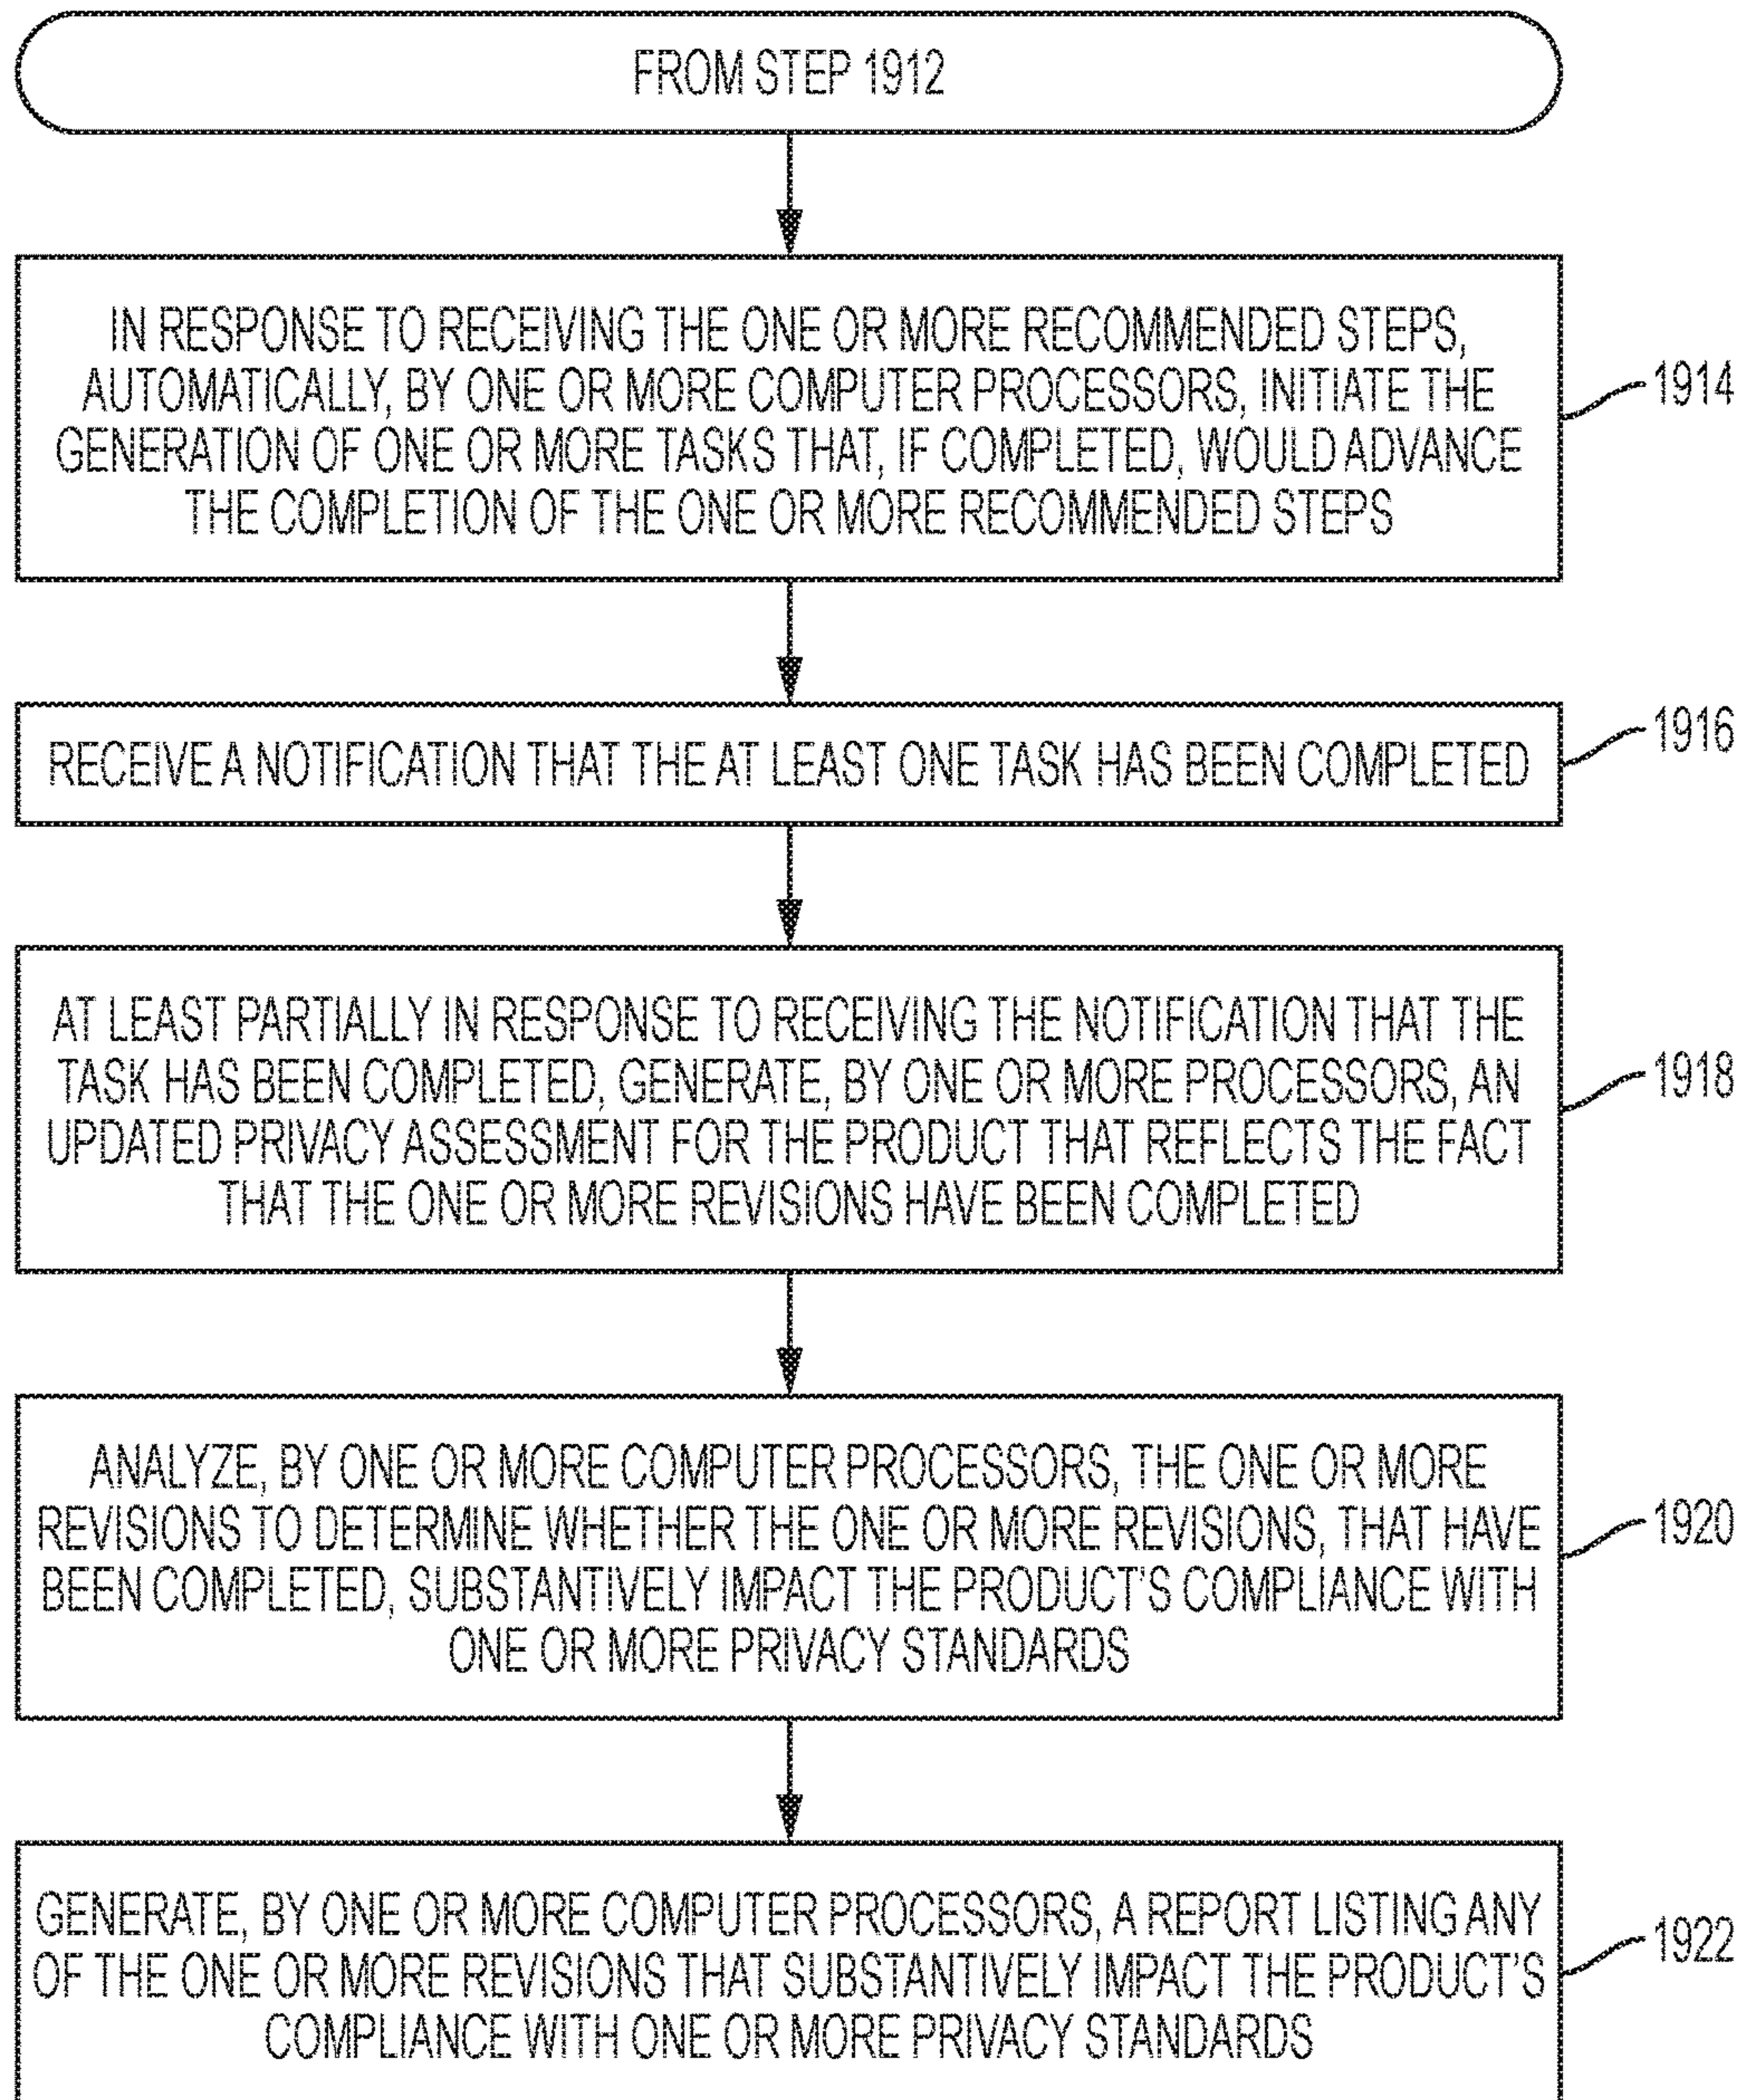 FROM STEP 1912
IN RESPONSE TO RECEIVING THE ONE OR MORE RECOMMENDED STEPS,
AUTOMATICALLY, BY ONE OR MORE COMPUTER PROCESSORS, INITIATE THE
GENERATION OF ONE OR MORE TASKS THAT, IF COMPLETED, WOULD ADVANCE
THE COMPLETION OF THE ONE OR MORE RECOMMENDED STEPS
1914
RECEIVE A NOTIFICATION THAT THE AT LEAST ONE TASK HAS BEEN COMPLETED
1916
AT LEAST PARTIALLY IN RESPONSE TO RECEIVING THE NOTIFICATION THAT THE
TASK HAS BEEN COMPLETED, GENERATE, BY ONE OR MORE PROCESSORS, AN
UPDATED PRIVACY ASSESSMENT FOR THE PRODUCT THAT REFLECTS THE FACT
THAT THE ONE OR MORE REVISIONS HAVE BEEN COMPLETED
1918
ANALYZE, BY ONE OR MORE COMPUTER PROCESSORS, THE ONE OR MORE
REVISIONS TO DETERMINE WHETHER THE ONE OR MORE REVISIONS, THAT HAVE
BEEN COMPLETED, SUBSTANTIVELY IMPACT THE PRODUCT'S COMPLIANCE WITH
ONE OR MORE PRIVACY STANDARDS
1920
GENERATE, BY ONE OR MORE COMPUTER PROCESSORS, A REPORT LISTING ANY
OF THE ONE OR MORE REVISIONS THAT SUBSTANTIVELY IMPACT THE PRODUCT'S
COMPLIANCE WITH ONE OR MORE PRIVACY STANDARDS
1922